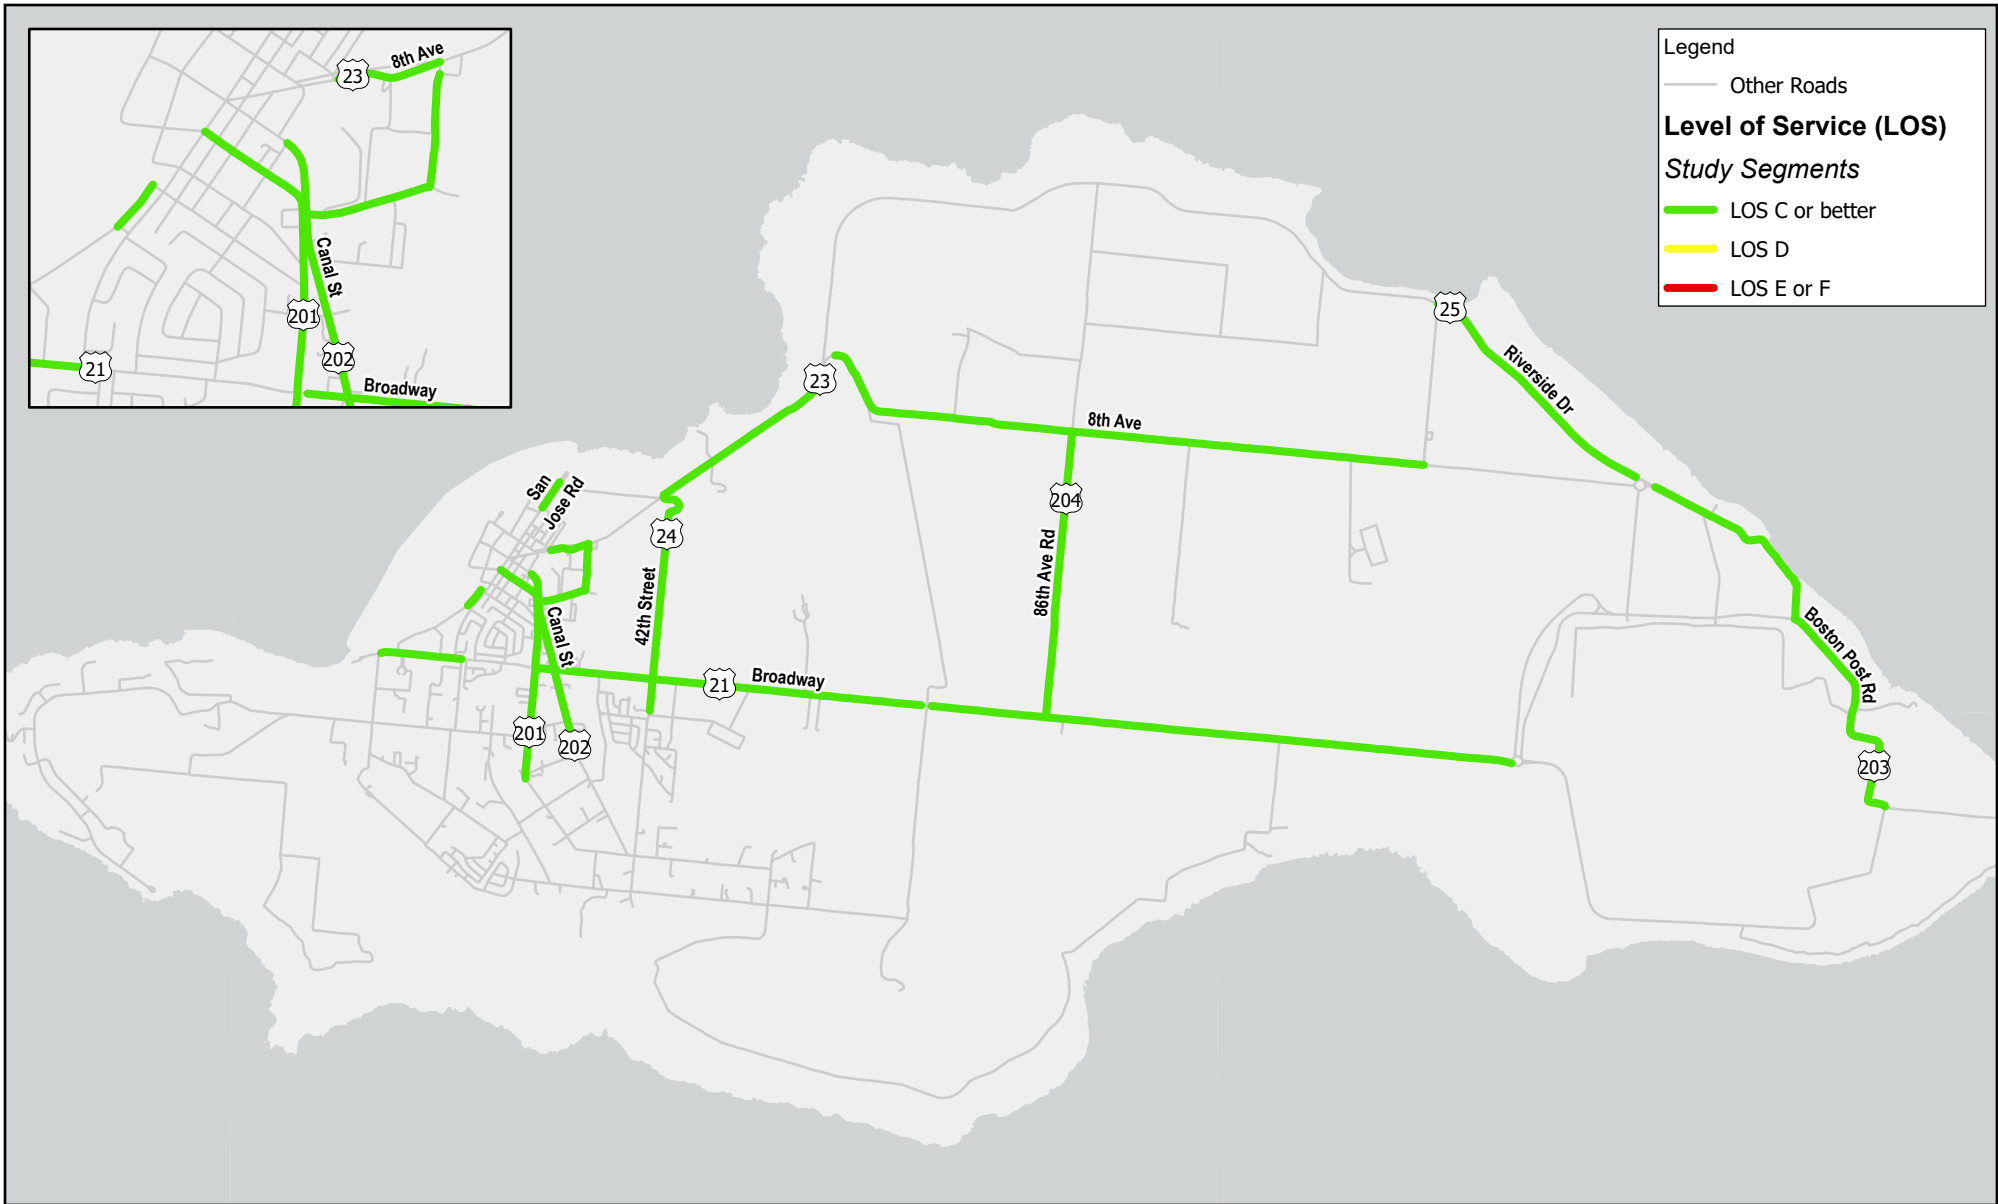 8th Ave
23
Canal St
201
202
21
Broadway
Legend
Other Roads
Level of Service (LOS)
Study Segments
LOS C or better
LOS D
LOS E or F
25
Riverside Dr
23
8th Ave
204
86th Ave Rd
San
Jose Rd
24
42th Street
Canal St
21
Broadway
201
202
Boston Post Rd
203